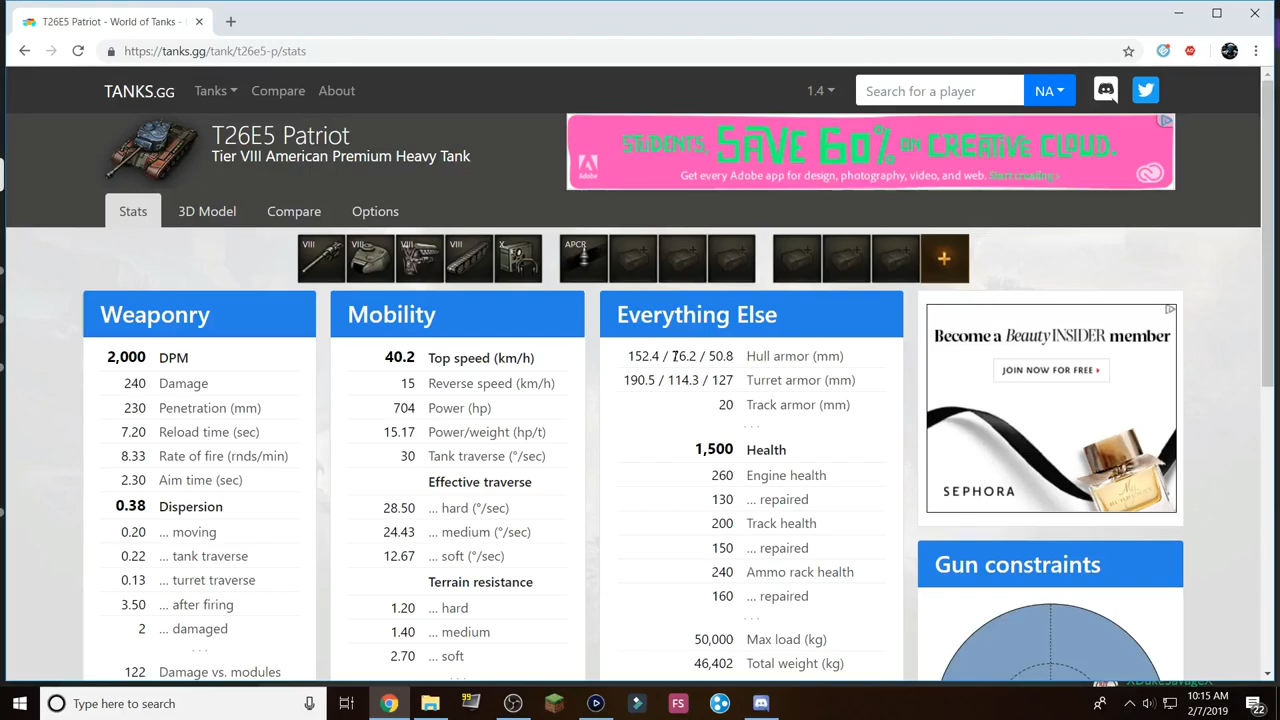 T26E5 Patriot - World of Tanks -
https://tanks.gg/tank/t26e5-p/stats
TANKS.GG Tanks Compare About 1.4 Search for a player NA
T26E5 Patriot
Tier VIII American Premium Heavy Tank
STUDENTS, SAVE 60% ON CREATIVE CLOUD.
Adobe Get every Adobe app for design, photography, video, and web. Start creating ›
Stats 3D Model Compare Options
VIII VIII VIII VIII X APCR
Weaponry
2,000 DPM
240 Damage
230 Penetration (mm)
7.20 Reload time (sec)
8.33 Rate of fire (rnds/min)
2.30 Aim time (sec)
0.38 Dispersion
0.20 ... moving
0.22 ... tank traverse
0.13 ... turret traverse
3.50 ... after firing
2 ... damaged
...
122 Damage vs. modules
Mobility
40.2 Top speed (km/h)
15 Reverse speed (km/h)
704 Power (hp)
15.17 Power/weight (hp/t)
30 Tank traverse (°/sec)
Effective traverse
28.50 ... hard (°/sec)
24.43 ... medium (°/sec)
12.67 ... soft (°/sec)
Terrain resistance
1.20 ... hard
1.40 ... medium
2.70 ... soft
Everything Else
152.4 / 76.2 / 50.8 Hull armor (mm)
190.5 / 114.3 / 127 Turret armor (mm)
20 Track armor (mm)
...
1,500 Health
260 Engine health
130 ... repaired
200 Track health
150 ... repaired
240 Ammo rack health
160 ... repaired
...
50,000 Max load (kg)
46,402 Total weight (kg)
Become a Beauty INSIDER member
JOIN NOW FOR FREE ▸
SEPHORA
My
Gun constraints
XDukeSavageX
Type here to search
99
FS
10:15 AM
2/7/2019
22